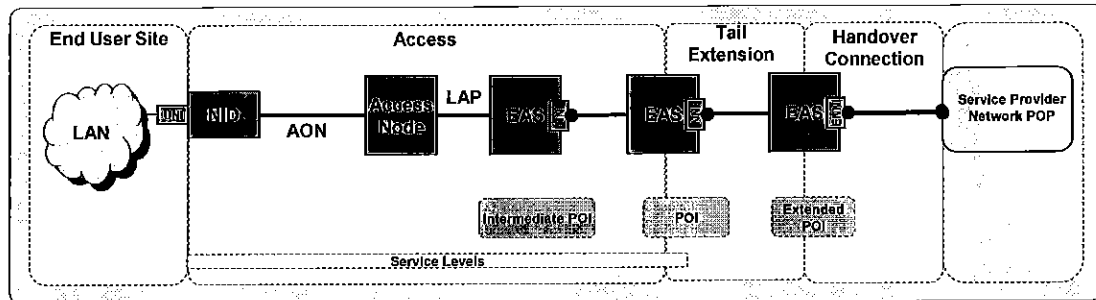 End User Site
Access
Tail
Extension
Handover
Connection
LAN
UNI
NID
AON
Access
Node
LAP
EAS
EAS
EAS
Service Provider
Network POP
Intermediate POI
POI
Extended
POI
Service Levels